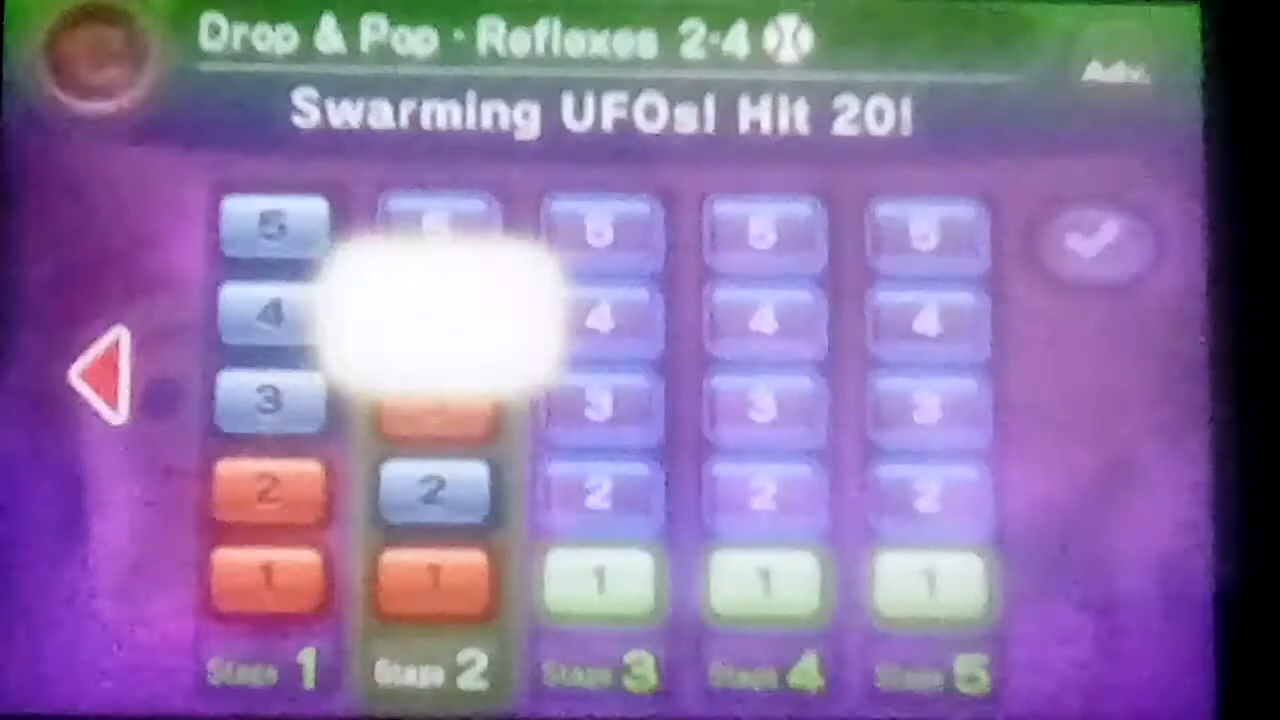 Drop & Pop · Reflexes 2-4
Adv.
Swarming UFOs! Hit 20!
5 5 5 5 5
4 4 4 4
3 3 3 3
2 2 2 2 2
1 1 1 1 1
Stage 1 Stage 2 Stage 3 Stage 4 Stage 5